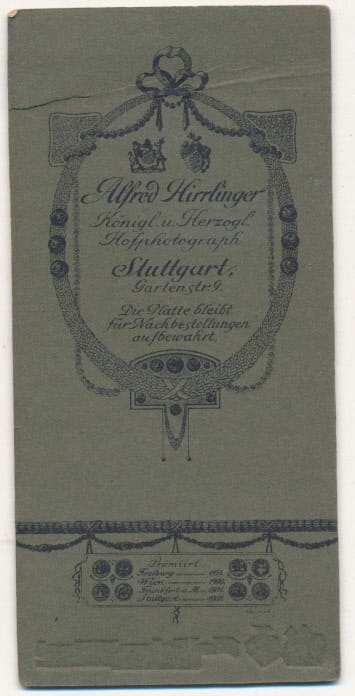 Alfred Hirrlinger
Königl. u. Herzogl.
Hofphotograph
Stuttgart,
Gartenstr. 9.
Die Platte bleibt
für Nachbestellungen
aufbewahrt.
Prämiirt
Freiburg
Wien
Frankfurt a. M.
Stuttgart